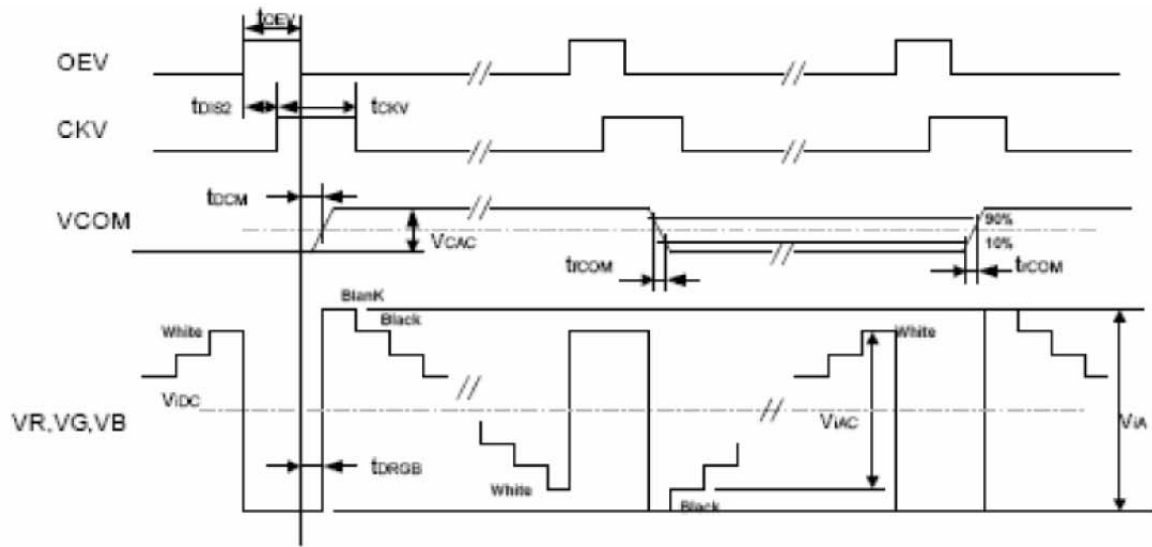 tOEV
OEV
tDIS2
tCKV
CKV
tDCM
VCOM
VCAC
90%
10%
tfCOM
trCOM
BlanK
White
Black
White
ViDC
VR,VG,VB
ViAC
ViA
tDRGB
White
Black